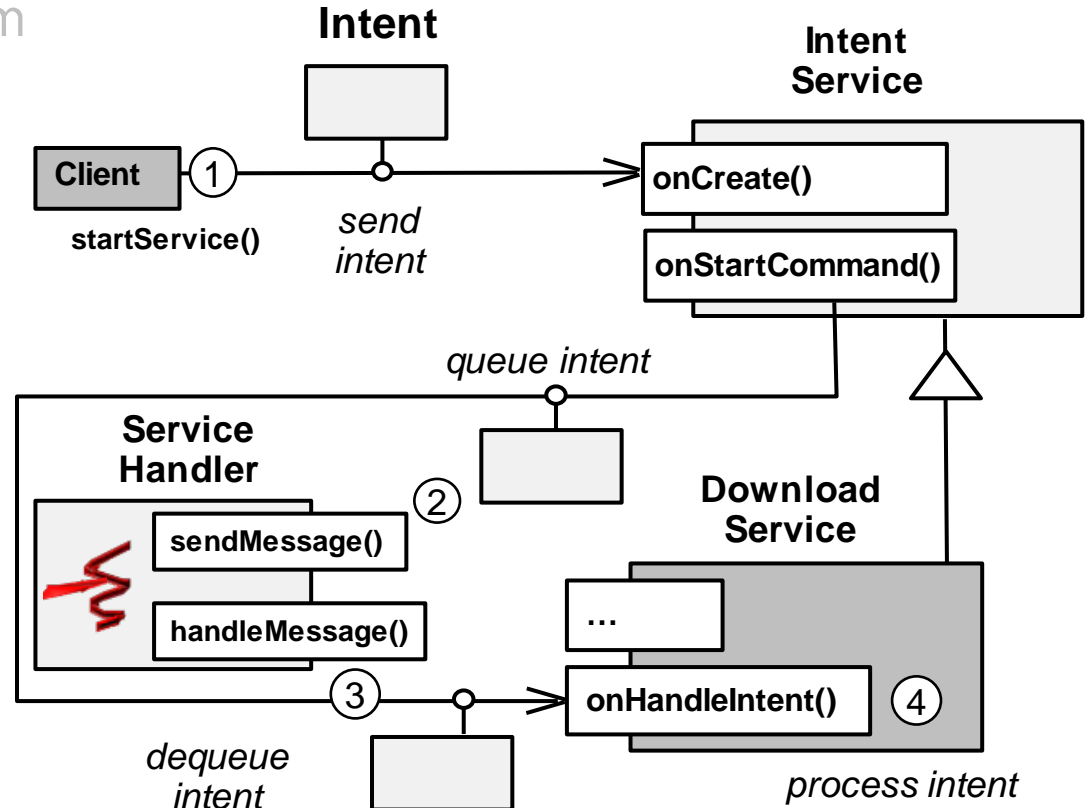 m
Intent
Intent
Service
Client
1
onCreate()
startService()
send
intent
onStartCommand()
queue intent
Service
Handler
2
Download
Service
sendMessage()
...
handleMessage()
3
onHandleIntent()
4
dequeue
intent
process intent